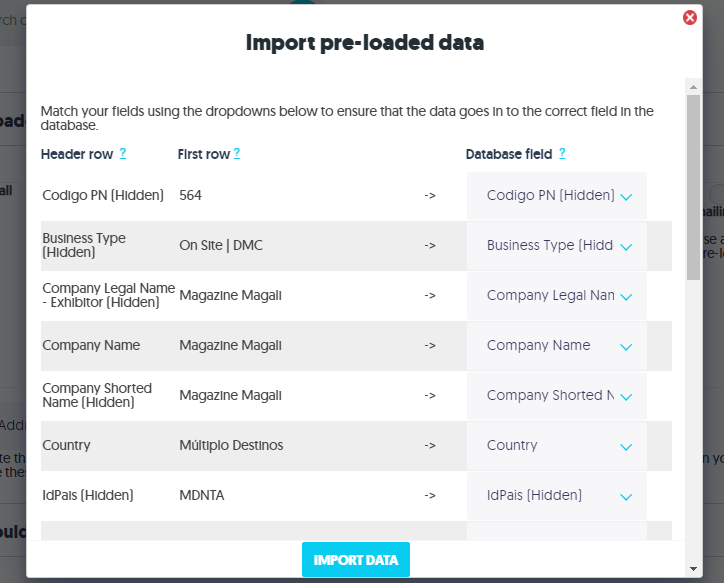 Import pre-loaded data
Match your fields using the dropdowns below to ensure that the data goes in to the correct field in the
database.
Header row ? First row ? Database field ?
Codigo PN (Hidden) 564 -> Codigo PN (Hidden)
Business Type
(Hidden) On Site | DMC -> Business Type (Hidd
Company Legal Name
- Exhibitor (Hidden) Magazine Magali -> Company Legal Nan
Company Name Magazine Magali -> Company Name
Company Shorted
Name (Hidden) Magazine Magali -> Company Shorted N
Country Múltiplo Destinos -> Country
IdPais (Hidden) MDNTA -> IdPais (Hidden)
IMPORT DATA